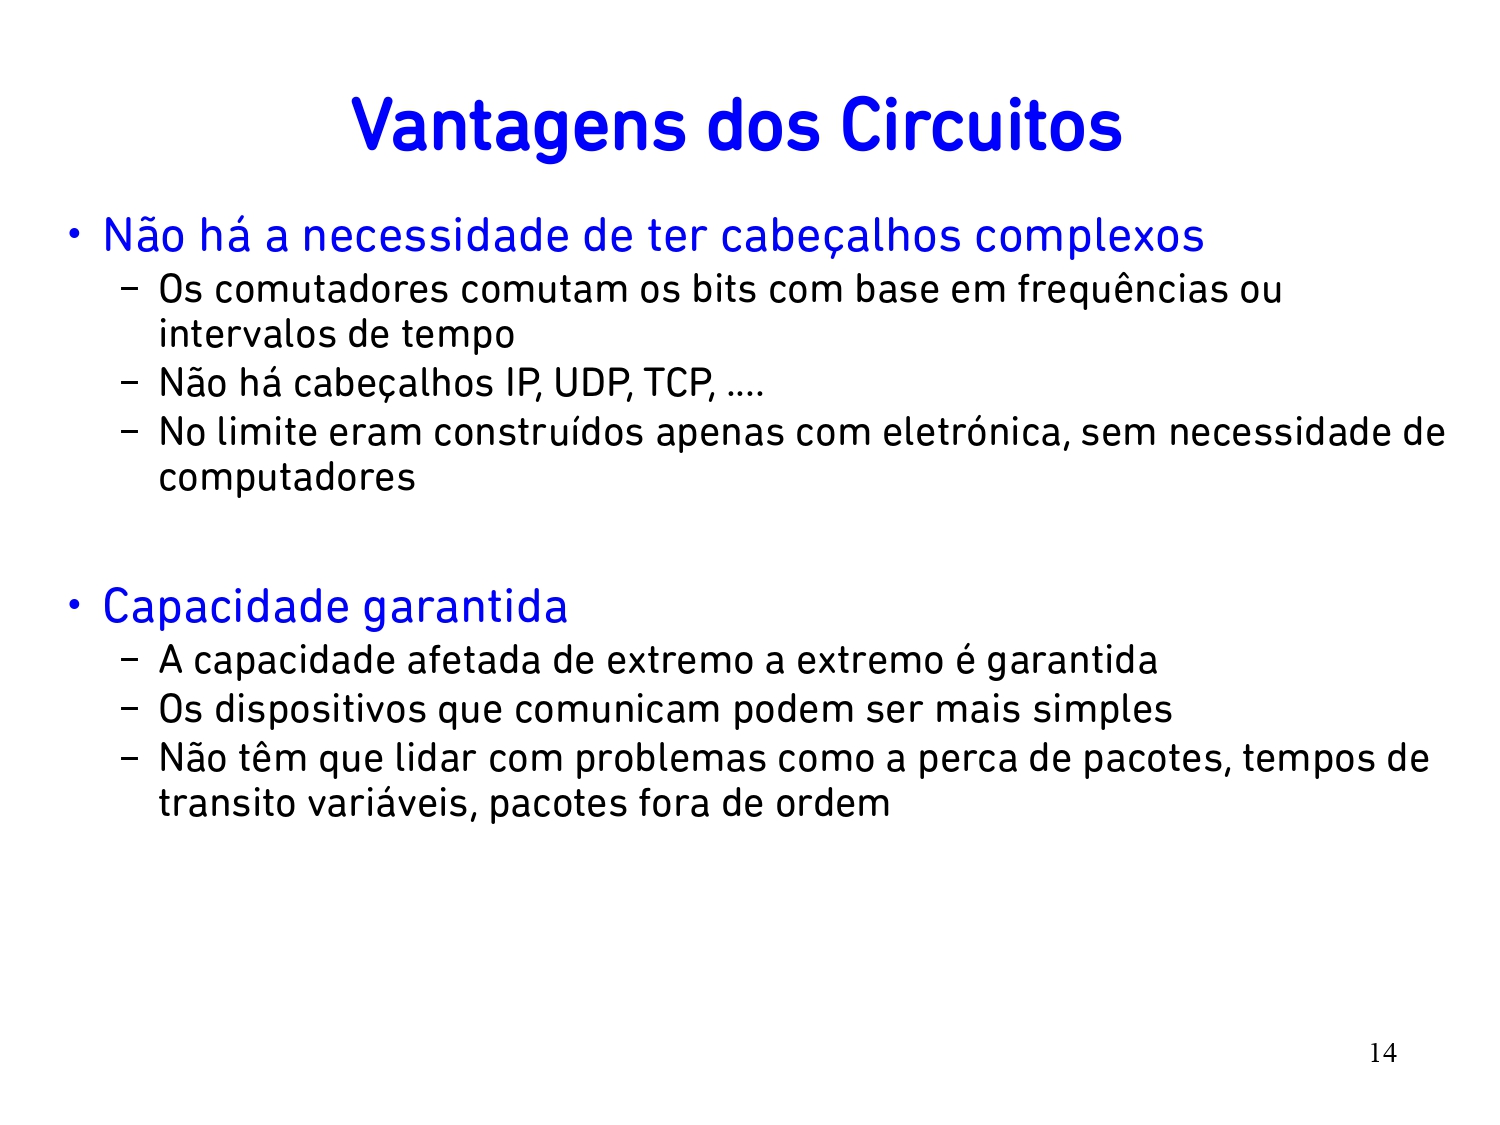 Vantagens dos Circuitos
• Não há a necessidade de ter cabeçalhos complexos
– Os comutadores comutam os bits com base em frequências ou
intervalos de tempo
– Não há cabeçalhos IP, UDP, TCP, ....
– No limite eram construídos apenas com eletrónica, sem necessidade de
computadores
• Capacidade garantida
– A capacidade afetada de extremo a extremo é garantida
– Os dispositivos que comunicam podem ser mais simples
– Não têm que lidar com problemas como a perca de pacotes, tempos de
transito variáveis, pacotes fora de ordem
14